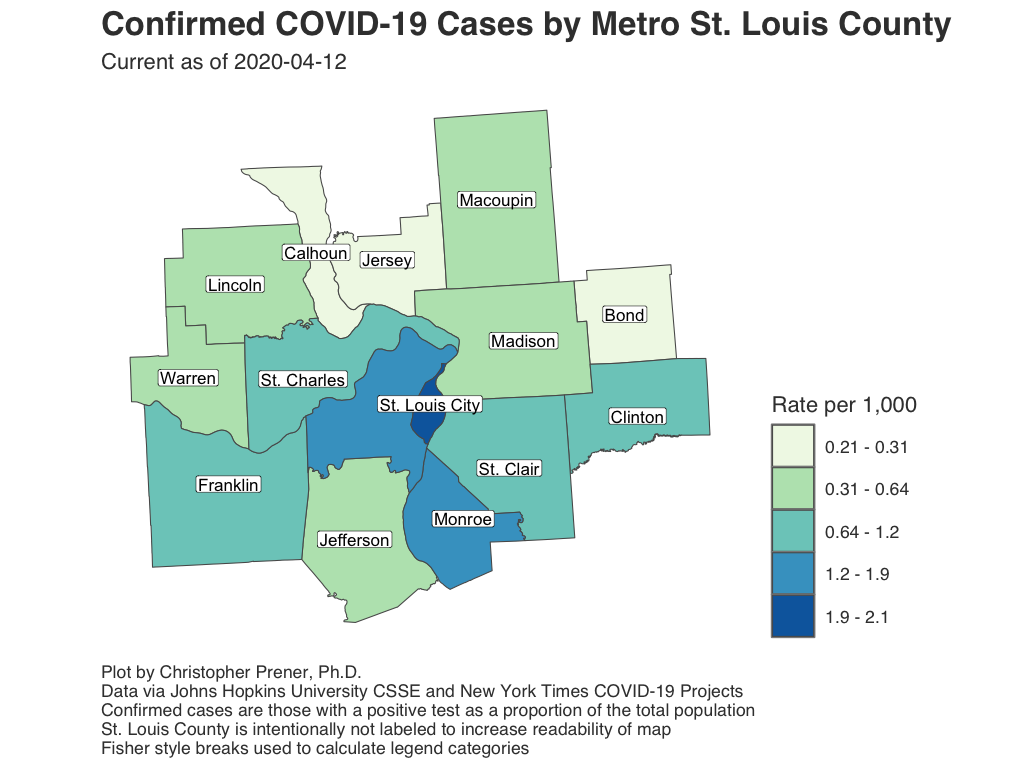 Confirmed COVID-19 Cases by Metro St. Louis County
Current as of 2020-04-12
Macoupin
Calhoun
Jersey
Lincoln
Bond
Madison
Warren
St. Charles
St. Louis City
Clinton
St. Clair
Franklin
Monroe
Jefferson
Rate per 1,000
0.21 - 0.31
0.31 - 0.64
0.64 - 1.2
1.2 - 1.9
1.9 - 2.1
Plot by Christopher Prener, Ph.D.
Data via Johns Hopkins University CSSE and New York Times COVID-19 Projects
Confirmed cases are those with a positive test as a proportion of the total population
St. Louis County is intentionally not labeled to increase readability of map
Fisher style breaks used to calculate legend categories